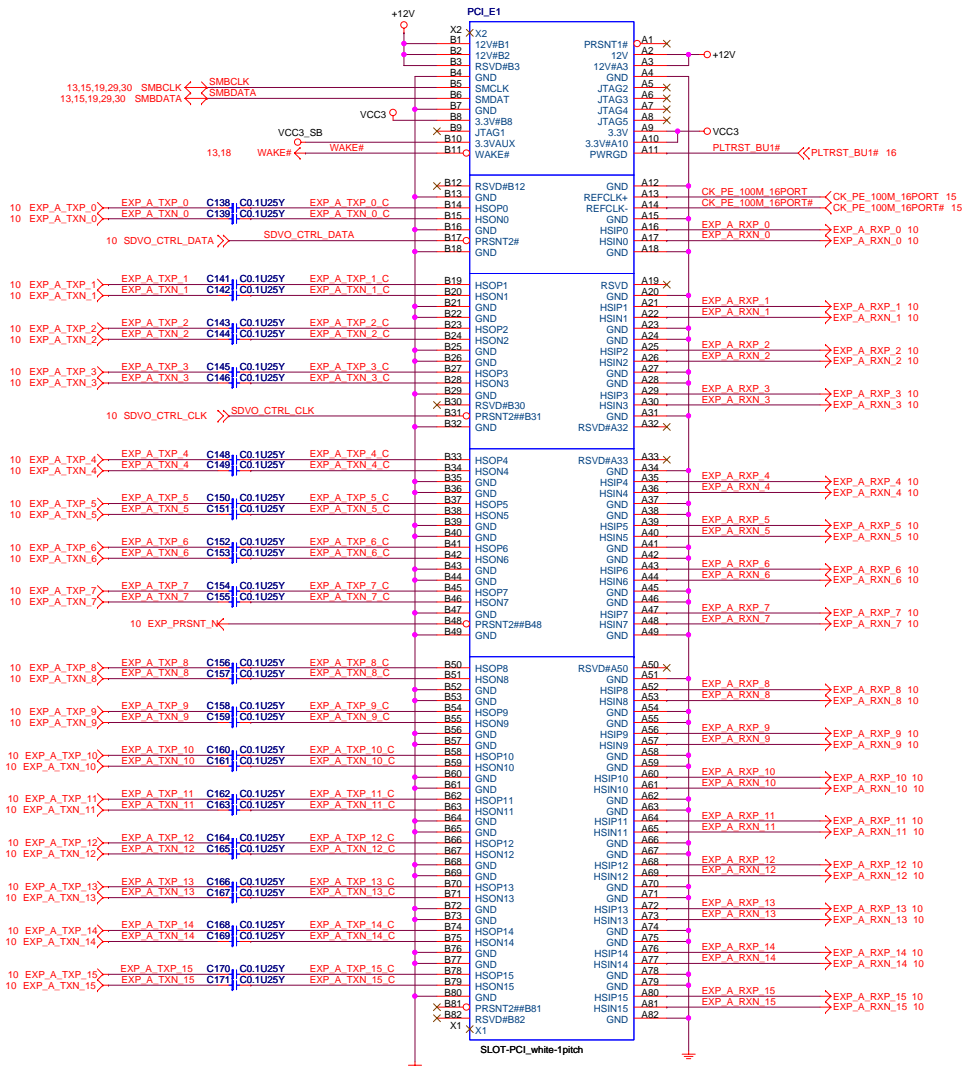 PCI_E1
+12V
X2 X2
B1 12V#B1 PRSNT1# A1
B2 12V#B2 12V A2 +12V
B3 RSVD#B3 12V#A3 A3
B4 GND GND A4
13,15,19,29,30 SMBCLK SMBCLK B5 SMCLK JTAG2 A5
13,15,19,29,30 SMBDATA SMBDATA B6 SMDAT JTAG3 A6
B7 GND JTAG4 A7
VCC3 B8 3.3V#B8 JTAG5 A8
B9 JTAG1 3.3V A9 VCC3
VCC3_SB B10 3.3VAUX 3.3V#A10 A10
13,18 WAKE# WAKE# B11 WAKE# PWRGD A11 PLTRST_BU1# PLTRST_BU1# 16
B12 RSVD#B12 GND A12
B13 GND REFCLK+ A13 CK_PE_100M_16PORT CK_PE_100M_16PORT 15
10 EXP_A_TXP_0 EXP_A_TXP_0 C138 C0.1U25Y EXP_A_TXP_0_C B14 HSOP0 REFCLK- A14 CK_PE_100M_16PORT# CK_PE_100M_16PORT# 15
10 EXP_A_TXN_0 EXP_A_TXN_0 C139 C0.1U25Y EXP_A_TXN_0_C B15 HSON0 GND A15
B16 GND HSIP0 A16 EXP_A_RXP_0 EXP_A_RXP_0 10
10 SDVO_CTRL_DATA SDVO_CTRL_DATA B17 PRSNT2# HSIN0 A17 EXP_A_RXN_0 EXP_A_RXN_0 10
B18 GND GND A18
10 EXP_A_TXP_1 EXP_A_TXP_1 C141 C0.1U25Y EXP_A_TXP_1_C B19 HSOP1 RSVD A19
10 EXP_A_TXN_1 EXP_A_TXN_1 C142 C0.1U25Y EXP_A_TXN_1_C B20 HSON1 GND A20
B21 GND HSIP1 A21 EXP_A_RXP_1 EXP_A_RXP_1 10
B22 GND HSIN1 A22 EXP_A_RXN_1 EXP_A_RXN_1 10
10 EXP_A_TXP_2 EXP_A_TXP_2 C143 C0.1U25Y EXP_A_TXP_2_C B23 HSOP2 GND A23
10 EXP_A_TXN_2 EXP_A_TXN_2 C144 C0.1U25Y EXP_A_TXN_2_C B24 HSON2 GND A24
B25 GND HSIP2 A25 EXP_A_RXP_2 EXP_A_RXP_2 10
B26 GND HSIN2 A26 EXP_A_RXN_2 EXP_A_RXN_2 10
10 EXP_A_TXP_3 EXP_A_TXP_3 C145 C0.1U25Y EXP_A_TXP_3_C B27 HSOP3 GND A27
10 EXP_A_TXN_3 EXP_A_TXN_3 C146 C0.1U25Y EXP_A_TXN_3_C B28 HSON3 GND A28
B29 GND HSIP3 A29 EXP_A_RXP_3 EXP_A_RXP_3 10
B30 RSVD#B30 HSIN3 A30 EXP_A_RXN_3 EXP_A_RXN_3 10
10 SDVO_CTRL_CLK SDVO_CTRL_CLK B31 PRSNT2##B31 GND A31
B32 GND RSVD#A32 A32
10 EXP_A_TXP_4 EXP_A_TXP_4 C148 C0.1U25Y EXP_A_TXP_4_C B33 HSOP4 RSVD#A33 A33
10 EXP_A_TXN_4 EXP_A_TXN_4 C149 C0.1U25Y EXP_A_TXN_4_C B34 HSON4 GND A34
B35 GND HSIP4 A35 EXP_A_RXP_4 EXP_A_RXP_4 10
B36 GND HSIN4 A36 EXP_A_RXN_4 EXP_A_RXN_4 10
10 EXP_A_TXP_5 EXP_A_TXP_5 C150 C0.1U25Y EXP_A_TXP_5_C B37 HSOP5 GND A37
10 EXP_A_TXN_5 EXP_A_TXN_5 C151 C0.1U25Y EXP_A_TXN_5_C B38 HSON5 GND A38
B39 GND HSIP5 A39 EXP_A_RXP_5 EXP_A_RXP_5 10
B40 GND HSIN5 A40 EXP_A_RXN_5 EXP_A_RXN_5 10
10 EXP_A_TXP_6 EXP_A_TXP_6 C152 C0.1U25Y EXP_A_TXP_6_C B41 HSOP6 GND A41
10 EXP_A_TXN_6 EXP_A_TXN_6 C153 C0.1U25Y EXP_A_TXN_6_C B42 HSON6 GND A42
B43 GND HSIP6 A43 EXP_A_RXP_6 EXP_A_RXP_6 10
B44 GND HSIN6 A44 EXP_A_RXN_6 EXP_A_RXN_6 10
10 EXP_A_TXP_7 EXP_A_TXP_7 C154 C0.1U25Y EXP_A_TXP_7_C B45 HSOP7 GND A45
10 EXP_A_TXN_7 EXP_A_TXN_7 C155 C0.1U25Y EXP_A_TXN_7_C B46 HSON7 GND A46
B47 GND HSIP7 A47 EXP_A_RXP_7 EXP_A_RXP_7 10
10 EXP_PRSNT_N B48 PRSNT2##B48 HSIN7 A48 EXP_A_RXN_7 EXP_A_RXN_7 10
B49 GND GND A49
10 EXP_A_TXP_8 EXP_A_TXP_8 C156 C0.1U25Y EXP_A_TXP_8_C B50 HSOP8 RSVD#A50 A50
10 EXP_A_TXN_8 EXP_A_TXN_8 C157 C0.1U25Y EXP_A_TXN_8_C B51 HSON8 GND A51
B52 GND HSIP8 A52 EXP_A_RXP_8 EXP_A_RXP_8 10
B53 GND HSIN8 A53 EXP_A_RXN_8 EXP_A_RXN_8 10
10 EXP_A_TXP_9 EXP_A_TXP_9 C158 C0.1U25Y EXP_A_TXP_9_C B54 HSOP9 GND A54
10 EXP_A_TXN_9 EXP_A_TXN_9 C159 C0.1U25Y EXP_A_TXN_9_C B55 HSON9 GND A55
B56 GND HSIP9 A56 EXP_A_RXP_9 EXP_A_RXP_9 10
B57 GND HSIN9 A57 EXP_A_RXN_9 EXP_A_RXN_9 10
10 EXP_A_TXP_10 EXP_A_TXP_10 C160 C0.1U25Y EXP_A_TXP_10_C B58 HSOP10 GND A58
10 EXP_A_TXN_10 EXP_A_TXN_10 C161 C0.1U25Y EXP_A_TXN_10_C B59 HSON10 GND A59
B60 GND HSIP10 A60 EXP_A_RXP_10 EXP_A_RXP_10 10
B61 GND HSIN10 A61 EXP_A_RXN_10 EXP_A_RXN_10 10
10 EXP_A_TXP_11 EXP_A_TXP_11 C162 C0.1U25Y EXP_A_TXP_11_C B62 HSOP11 GND A62
10 EXP_A_TXN_11 EXP_A_TXN_11 C163 C0.1U25Y EXP_A_TXN_11_C B63 HSON11 GND A63
B64 GND HSIP11 A64 EXP_A_RXP_11 EXP_A_RXP_11 10
B65 GND HSIN11 A65 EXP_A_RXN_11 EXP_A_RXN_11 10
10 EXP_A_TXP_12 EXP_A_TXP_12 C164 C0.1U25Y EXP_A_TXP_12_C B66 HSOP12 GND A66
10 EXP_A_TXN_12 EXP_A_TXN_12 C165 C0.1U25Y EXP_A_TXN_12_C B67 HSON12 GND A67
B68 GND HSIP12 A68 EXP_A_RXP_12 EXP_A_RXP_12 10
B69 GND HSIN12 A69 EXP_A_RXN_12 EXP_A_RXN_12 10
10 EXP_A_TXP_13 EXP_A_TXP_13 C166 C0.1U25Y EXP_A_TXP_13_C B70 HSOP13 GND A70
10 EXP_A_TXN_13 EXP_A_TXN_13 C167 C0.1U25Y EXP_A_TXN_13_C B71 HSON13 GND A71
B72 GND HSIP13 A72 EXP_A_RXP_13 EXP_A_RXP_13 10
B73 GND HSIN13 A73 EXP_A_RXN_13 EXP_A_RXN_13 10
10 EXP_A_TXP_14 EXP_A_TXP_14 C168 C0.1U25Y EXP_A_TXP_14_C B74 HSOP14 GND A74
10 EXP_A_TXN_14 EXP_A_TXN_14 C169 C0.1U25Y EXP_A_TXN_14_C B75 HSON14 GND A75
B76 GND HSIP14 A76 EXP_A_RXP_14 EXP_A_RXP_14 10
B77 GND HSIN14 A77 EXP_A_RXN_14 EXP_A_RXN_14 10
10 EXP_A_TXP_15 EXP_A_TXP_15 C170 C0.1U25Y EXP_A_TXP_15_C B78 HSOP15 GND A78
10 EXP_A_TXN_15 EXP_A_TXN_15 C171 C0.1U25Y EXP_A_TXN_15_C B79 HSON15 GND A79
B80 GND HSIP15 A80 EXP_A_RXP_15 EXP_A_RXP_15 10
B81 PRSNT2##B81 HSIN15 A81 EXP_A_RXN_15 EXP_A_RXN_15 10
B82 RSVD#B82 GND A82
X1 X1
SLOT-PCI_white-1pitch